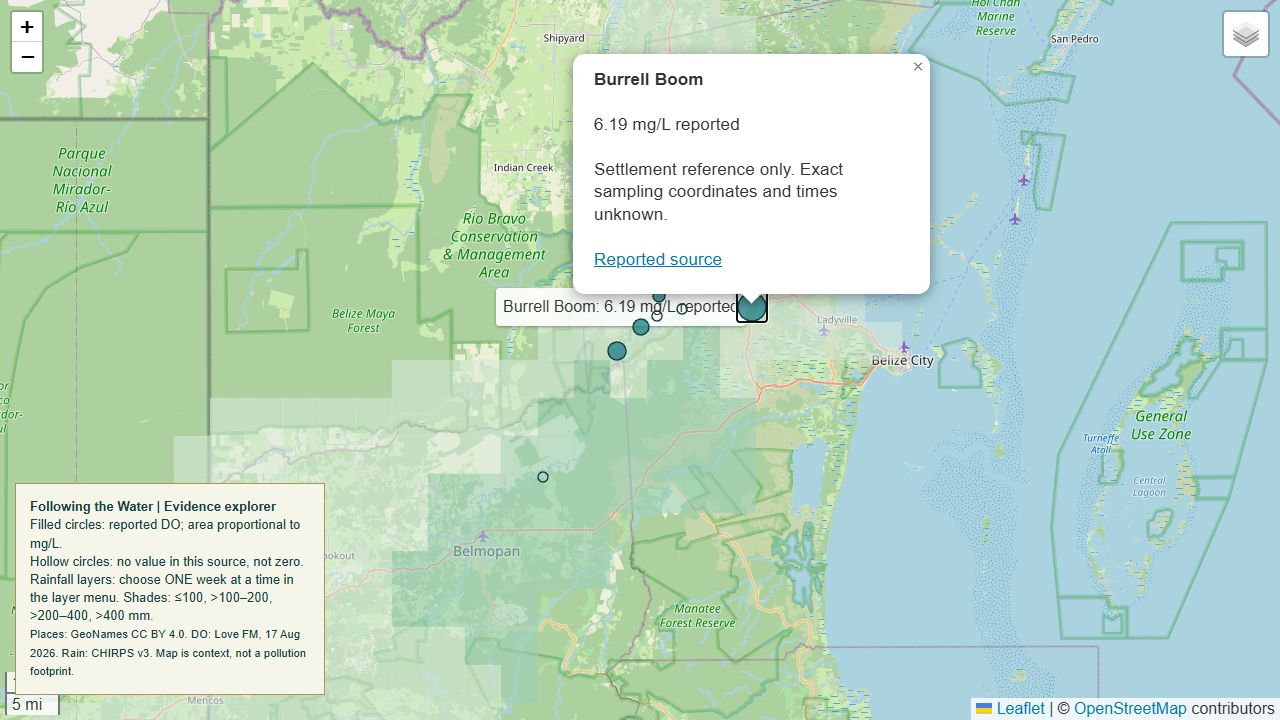 +
−
Hol Chan
Marine
Reserve
San Pedro
Shipyard
×
Burrell Boom
6.19 mg/L reported
Settlement reference only. Exact
sampling coordinates and times
unknown.
Reported source
Parque
Nacional
Mirador-
Río Azul
Indian Creek
Rio Bravo
Conservation
& Management
Area
Burrell Boom: 6.19 mg/L reported
Belize Maya
Forest
Ladyville
Belize City
General
Use Zone
Turneffe
Atoll
Central
Lagoon
Belmopan
Manatee
Forest Reserve
Following the Water | Evidence explorer
Filled circles: reported DO; area proportional to
mg/L.
Hollow circles: no value in this source, not zero.
Rainfall layers: choose ONE week at a time in
the layer menu. Shades: ≤100, >100–200,
>200–400, >400 mm.
Places: GeoNames CC BY 4.0. DO: Love FM, 17 Aug
2026. Rain: CHIRPS v3. Map is context, not a pollution
footprint.
5 mi
Mencos
Leaflet | © OpenStreetMap contributors